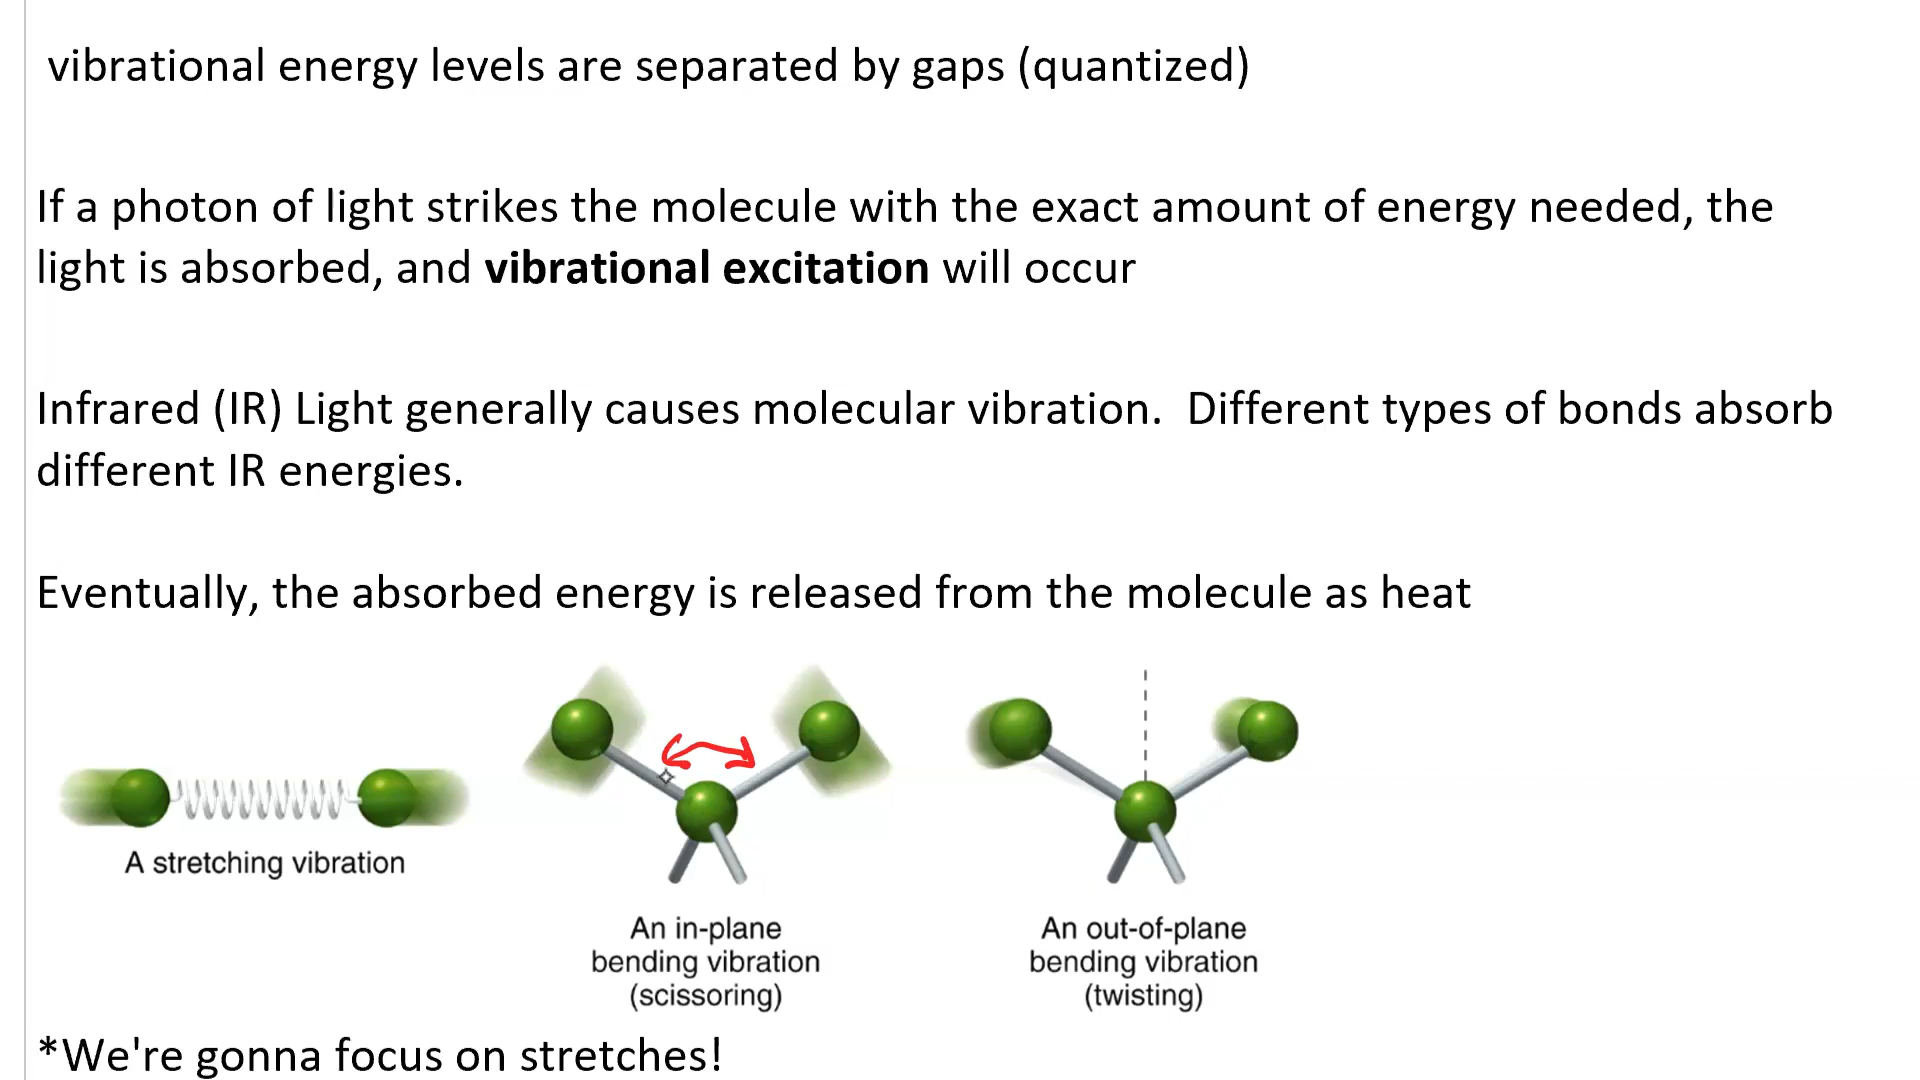 vibrational energy levels are separated by gaps (quantized)
If a photon of light strikes the molecule with the exact amount of energy needed, the
light is absorbed, and vibrational excitation will occur
Infrared (IR) Light generally causes molecular vibration.  Different types of bonds absorb
different IR energies.
Eventually, the absorbed energy is released from the molecule as heat
A stretching vibration
An in-plane
bending vibration
(scissoring)
An out-of-plane
bending vibration
(twisting)
*We're gonna focus on stretches!